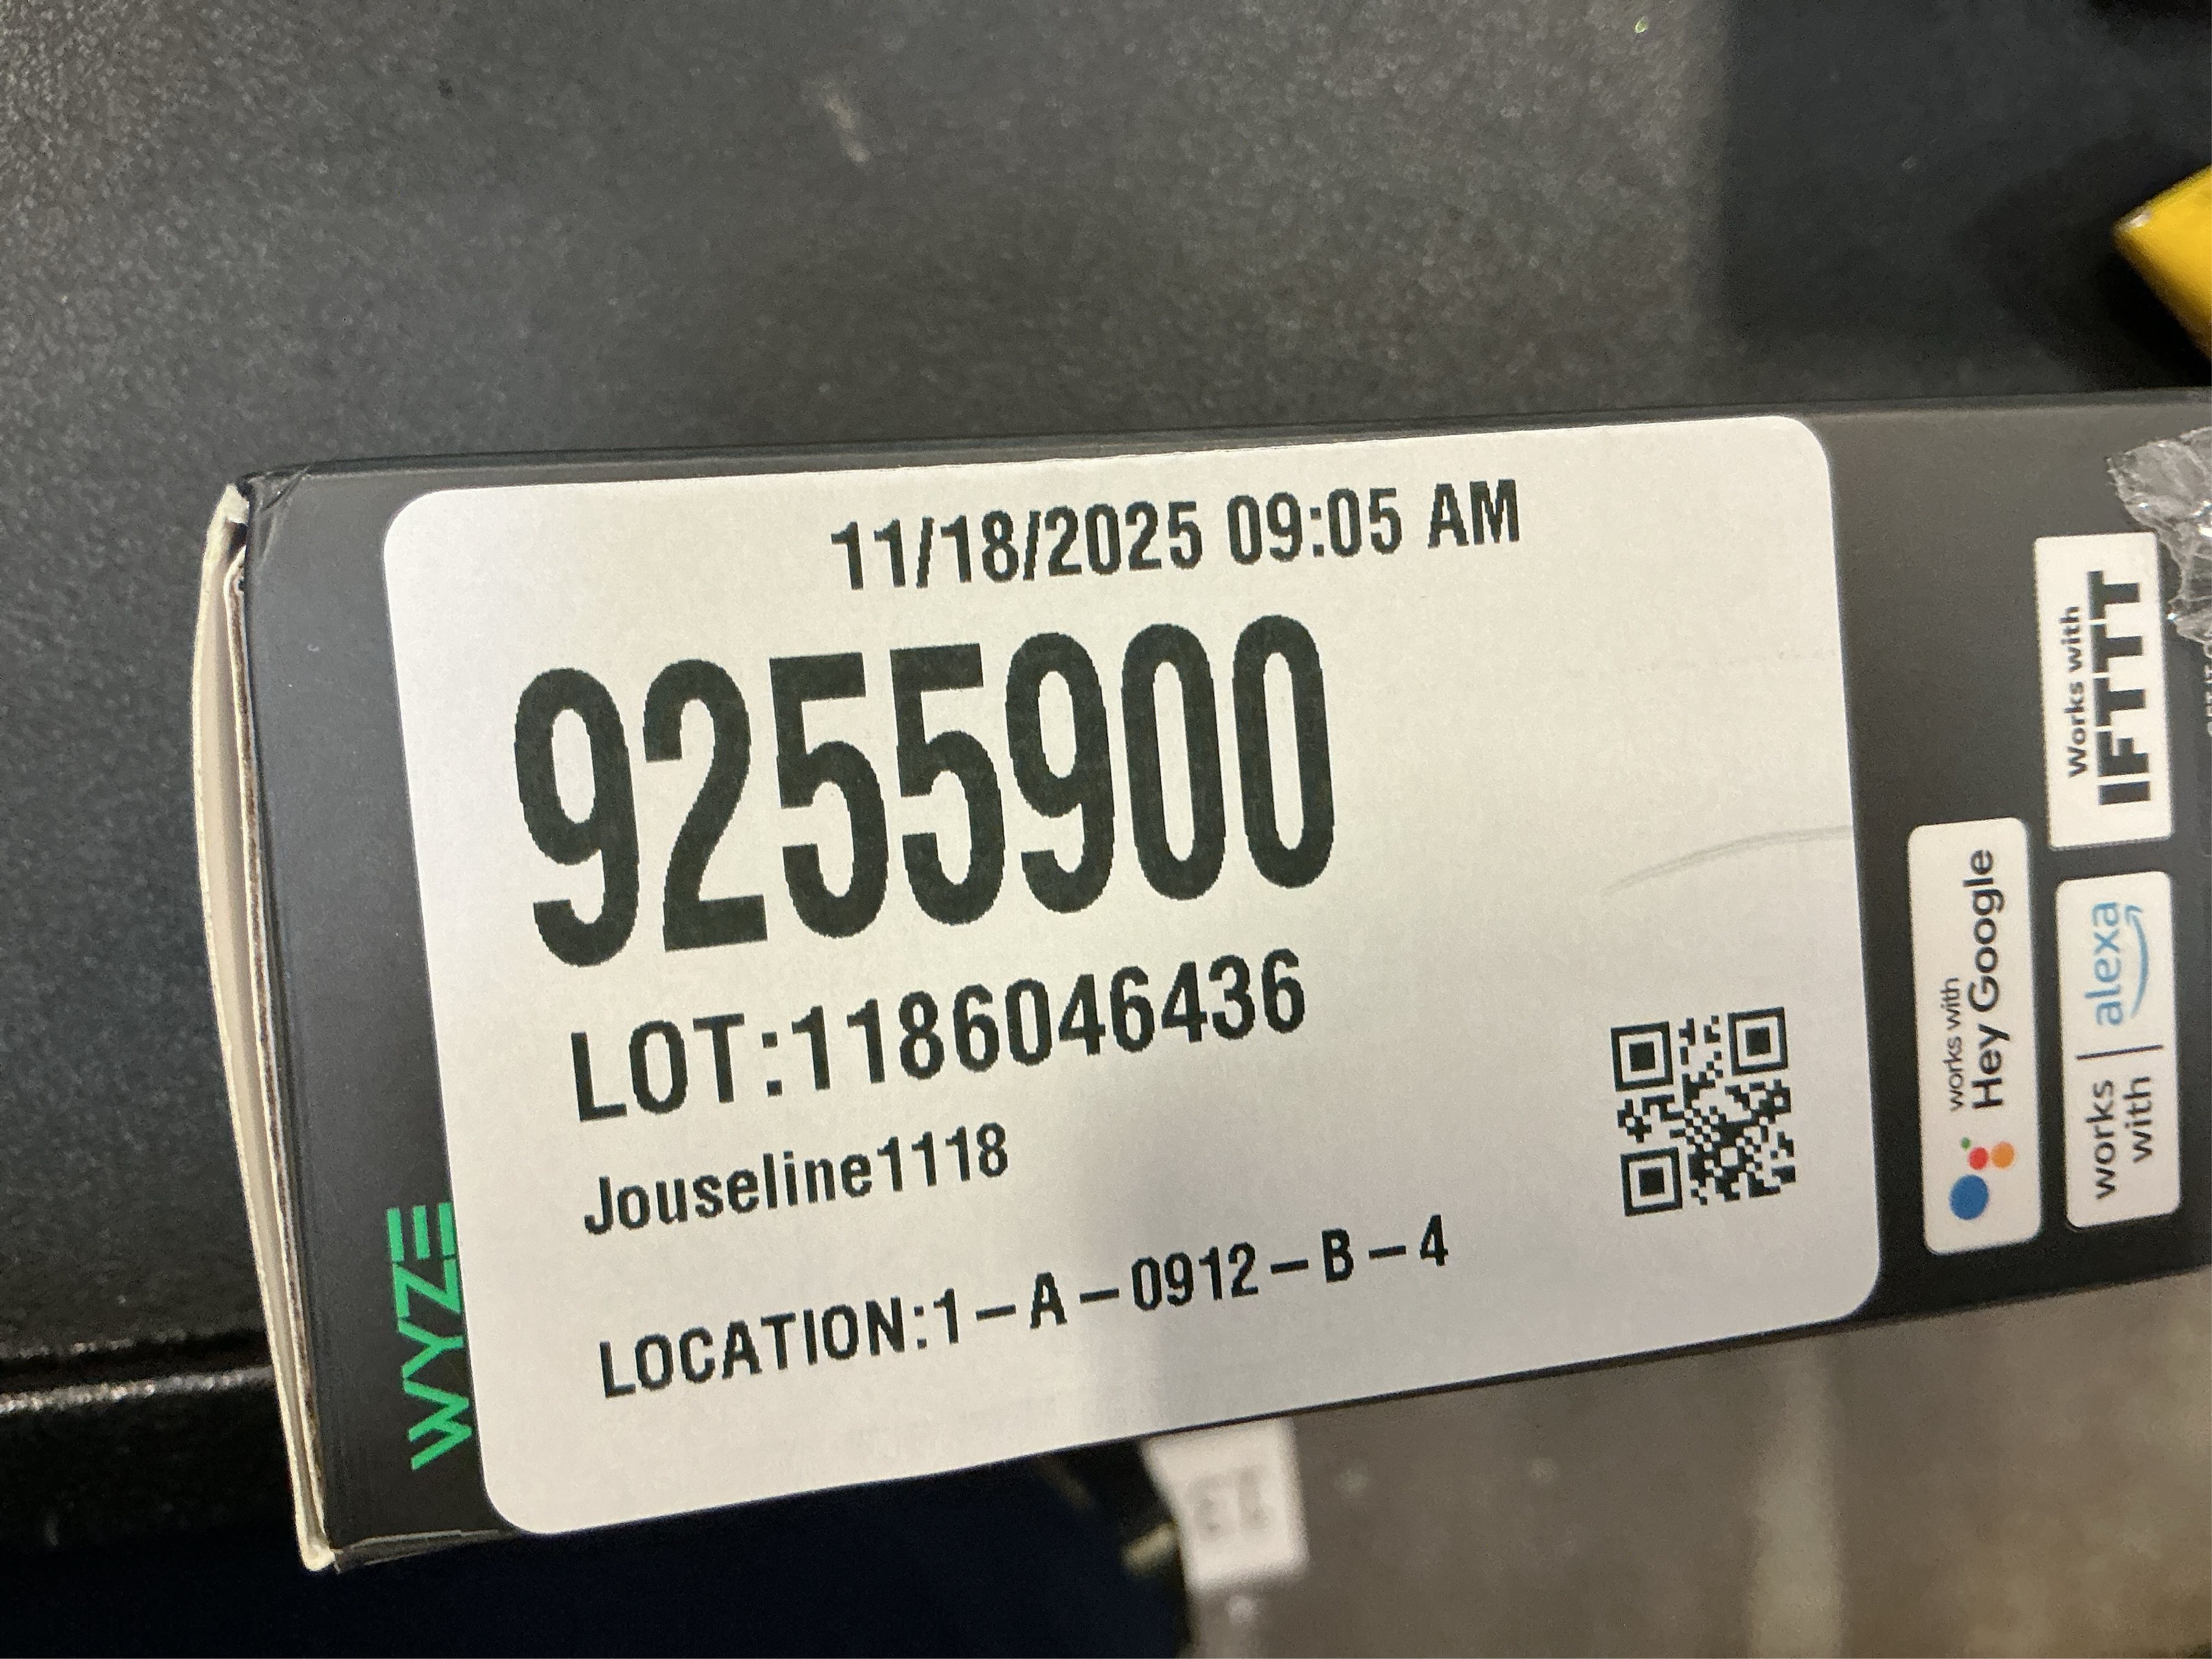 11/18/2025 09:05 AM
9255900
LOT:1186046436
Jouseline1118
LOCATION:1-A-0912-B-4
WYZE
works with
Hey Google
Works with
IFTTT
works with | alexa